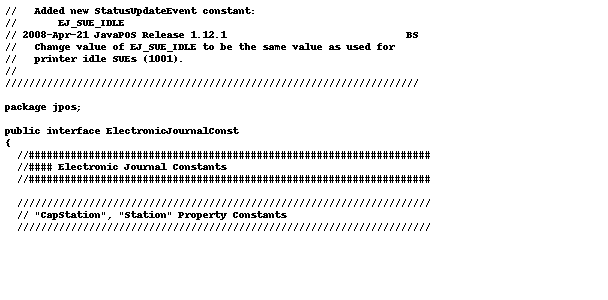 //   Added new StatusUpdateEvent constant:
//       EJ_SUE_IDLE
// 2008-Apr-21 JavaPOS Release 1.12.1                              BS
//   Change value of EJ_SUE_IDLE to be the same value as used for
//   printer idle SUEs (1001).
//
/////////////////////////////////////////////////////////////////////
package jpos;
public interface ElectronicJournalConst
{
  //###################################################################
  //#### Electronic Journal Constants
  //###################################################################
  /////////////////////////////////////////////////////////////////////
  // "CapStation", "Station" Property Constants
  /////////////////////////////////////////////////////////////////////